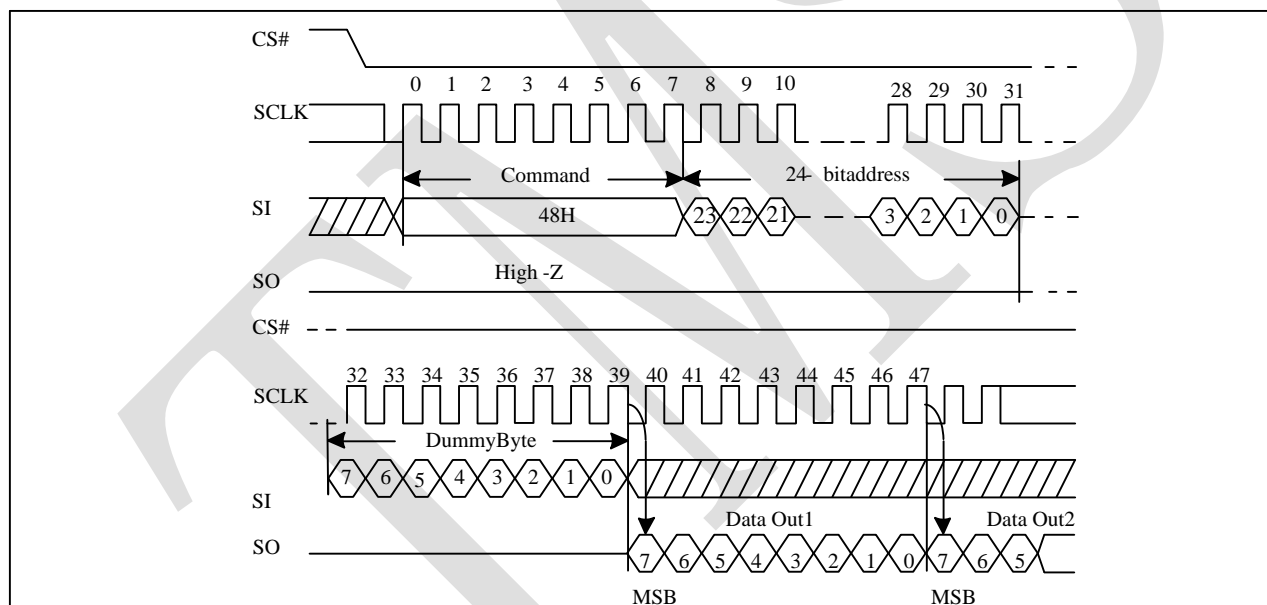 CS#
0 1 2 3 4 5 6 7 8 9 10 28 29 30 31
SCLK
Command 24- bitaddress
SI 48H 23 22 21 3 2 1 0
High -Z
SO
CS#
32 33 34 35 36 37 38 39 40 41 42 43 44 45 46 47
SCLK
DummyByte
7 6 5 4 3 2 1 0
SI
Data Out1 Data Out2
SO 7 6 5 4 3 2 1 0 7 6 5
MSB MSB